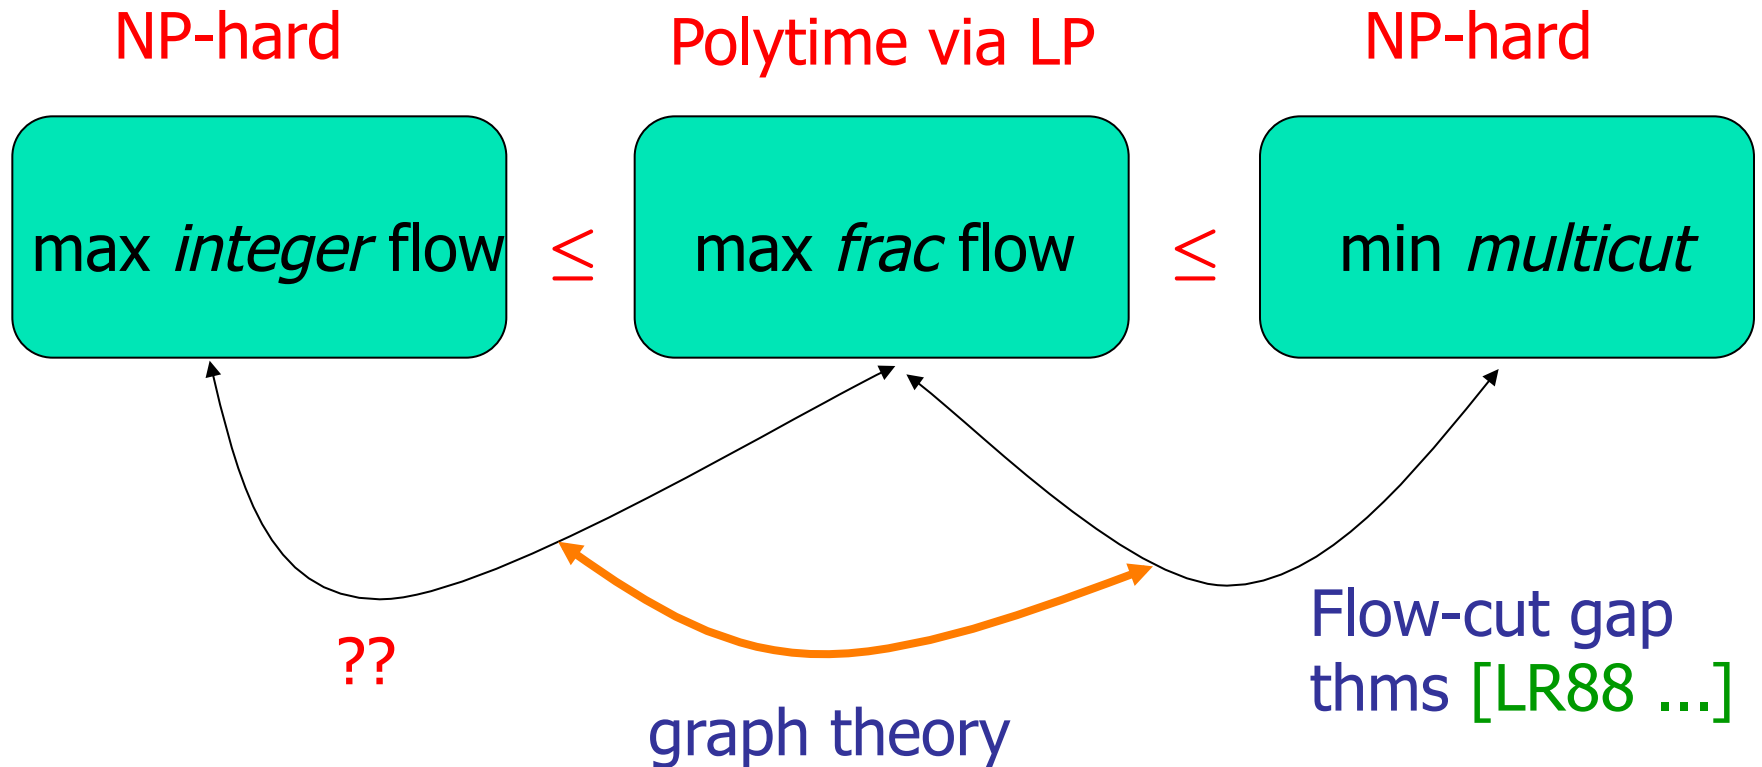 NP-hard
Polytime via LP
NP-hard
max integer flow
≤
max frac flow
≤
min multicut
??
graph theory
Flow-cut gap
thms [LR88 ...]